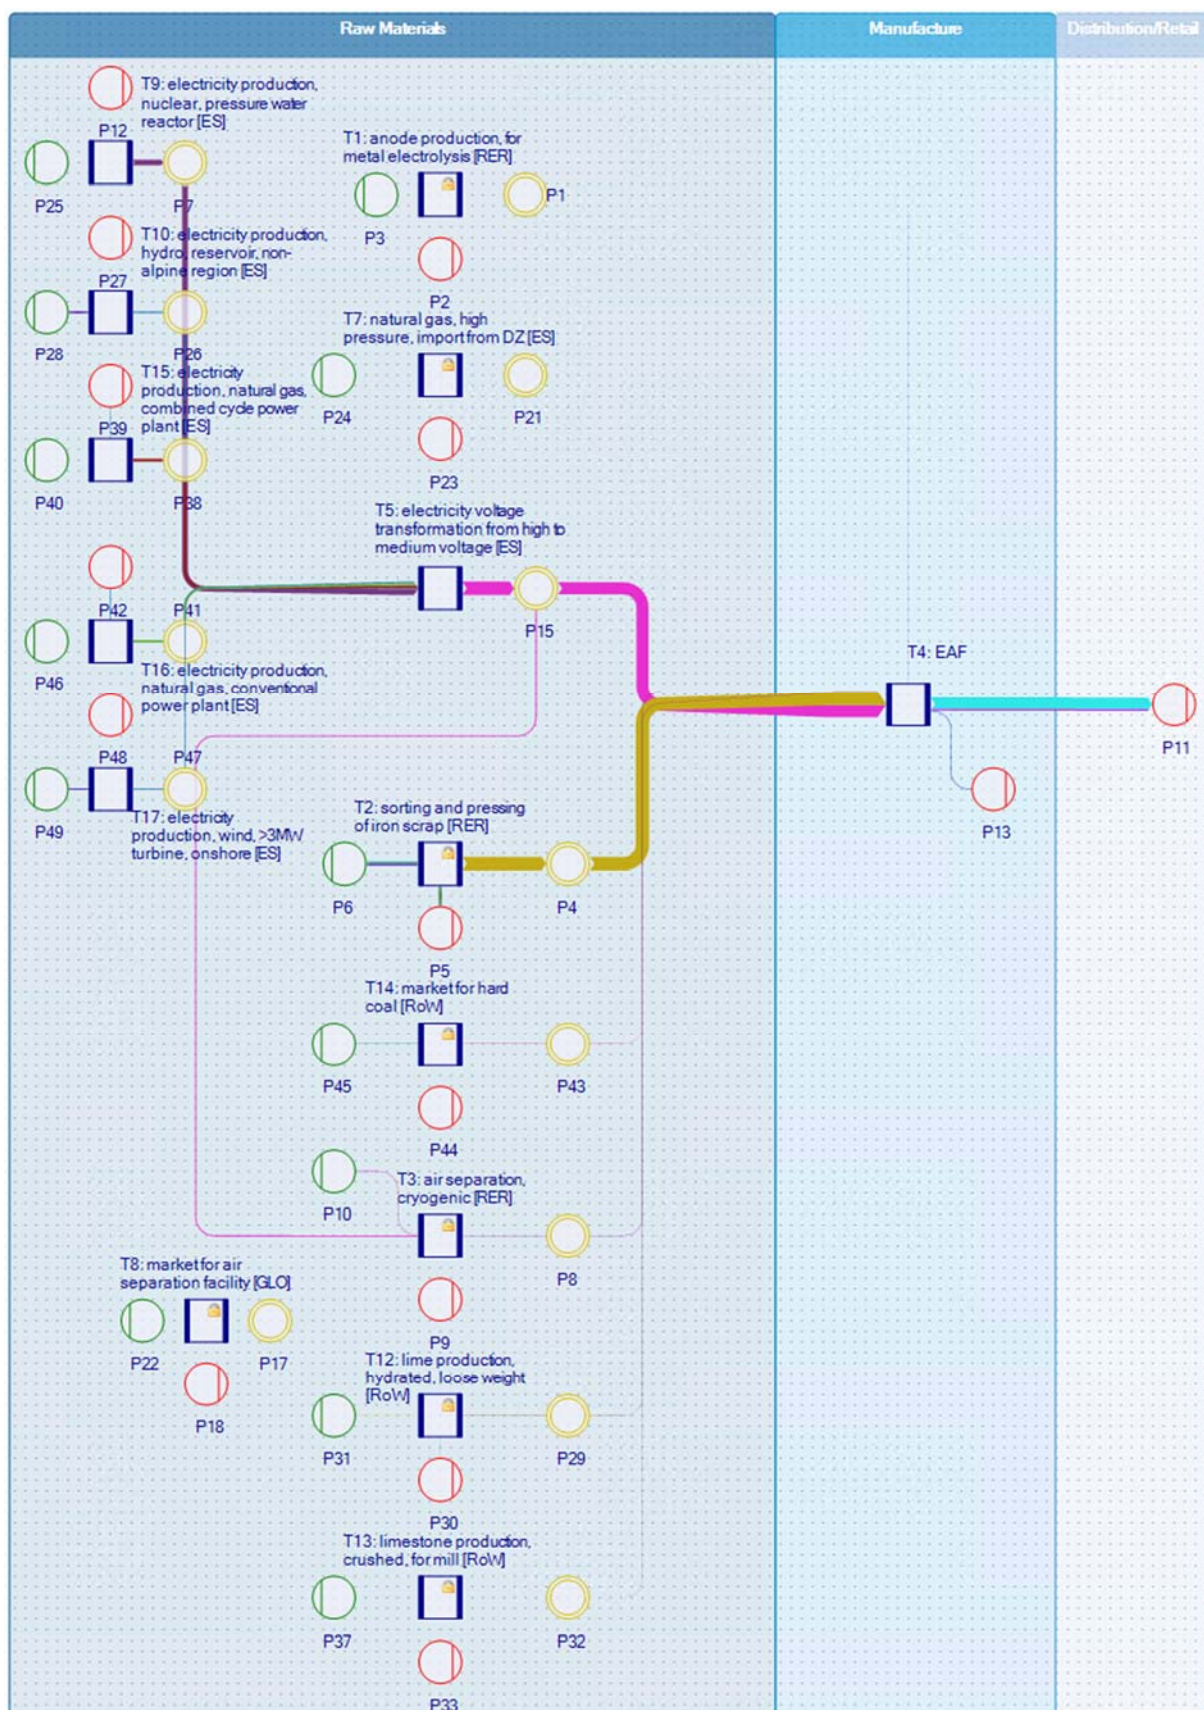 Raw Materials
Manufacture
Distribution/Retail
T9: electricity production,
nuclear, pressure water
reactor [ES]
P12
P25
P7
T1: anode production, for
metal electrolysis [RER]
P1
P3
P2
T10: electricity production,
hydro, reservoir, non-
alpine region [ES]
P27
P28
P26
T7: natural gas, high
pressure, import from DZ [ES]
P24
P21
P23
T15: electricity
production, natural gas,
combined cycle power
plant [ES]
P39
P40
P38
T5: electricity voltage
transformation from high to
medium voltage [ES]
P15
P42
P41
P46
T16: electricity production,
natural gas, conventional
power plant [ES]
T4: EAF
P11
P13
P48
P47
P49
T17: electricity
production, wind, >3MW
turbine, onshore [ES]
T2: sorting and pressing
of iron scrap [RER]
P6
P4
P5
T14: market for hard
coal [RoW]
P45
P43
P44
T3: air separation,
cryogenic [RER]
P10
P8
P9
T8: market for air
separation facility [GLO]
P22
P17
P18
T12: lime production,
hydrated, loose weight
[RoW]
P31
P29
P30
T13: limestone production,
crushed, for mill [RoW]
P37
P32
P33